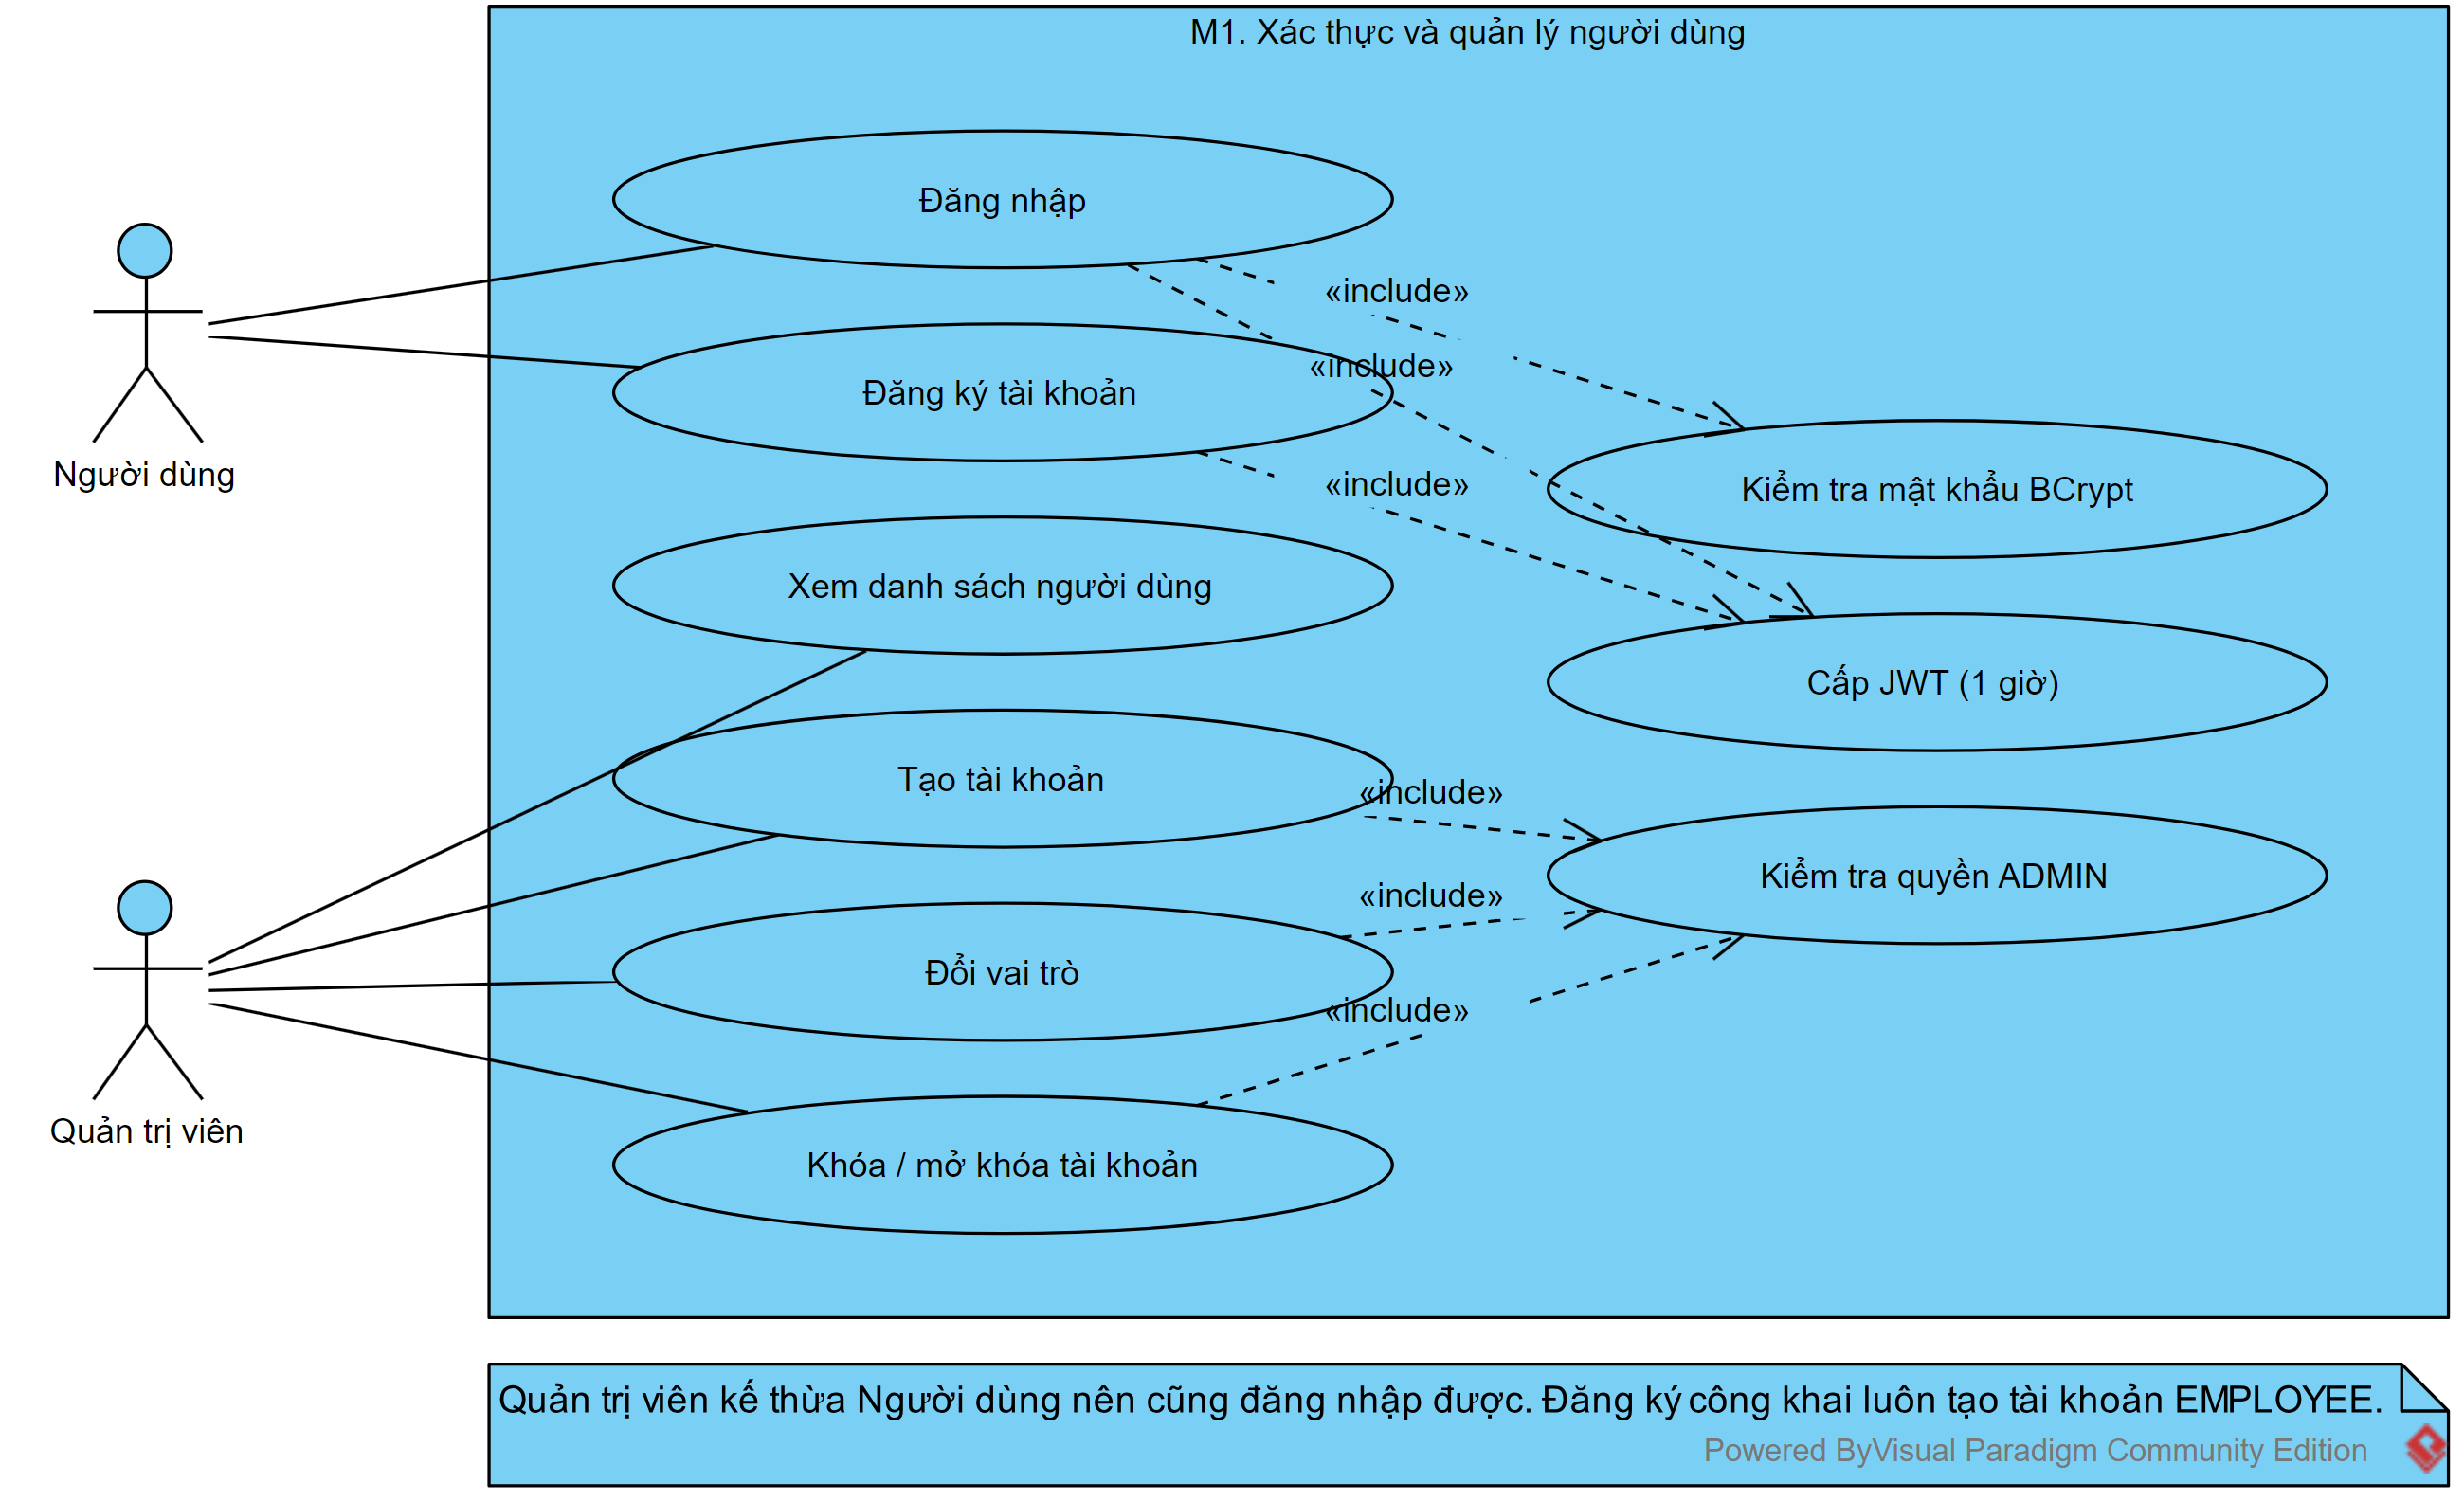 M1. Xác thực và quản lý người dùng
Đăng nhập
«include»
«include»
Đăng ký tài khoản
Người dùng
«include»
Kiểm tra mật khẩu BCrypt
Xem danh sách người dùng
Cấp JWT (1 giờ)
Tạo tài khoản
«include»
Kiểm tra quyền ADMIN
«include»
Đổi vai trò
«include»
Quản trị viên
Khóa / mở khóa tài khoản
Quản trị viên kế thừa Người dùng nên cũng đăng nhập được. Đăng ký công khai luôn tạo tài khoản EMPLOYEE.
Powered ByVisual Paradigm Community Edition